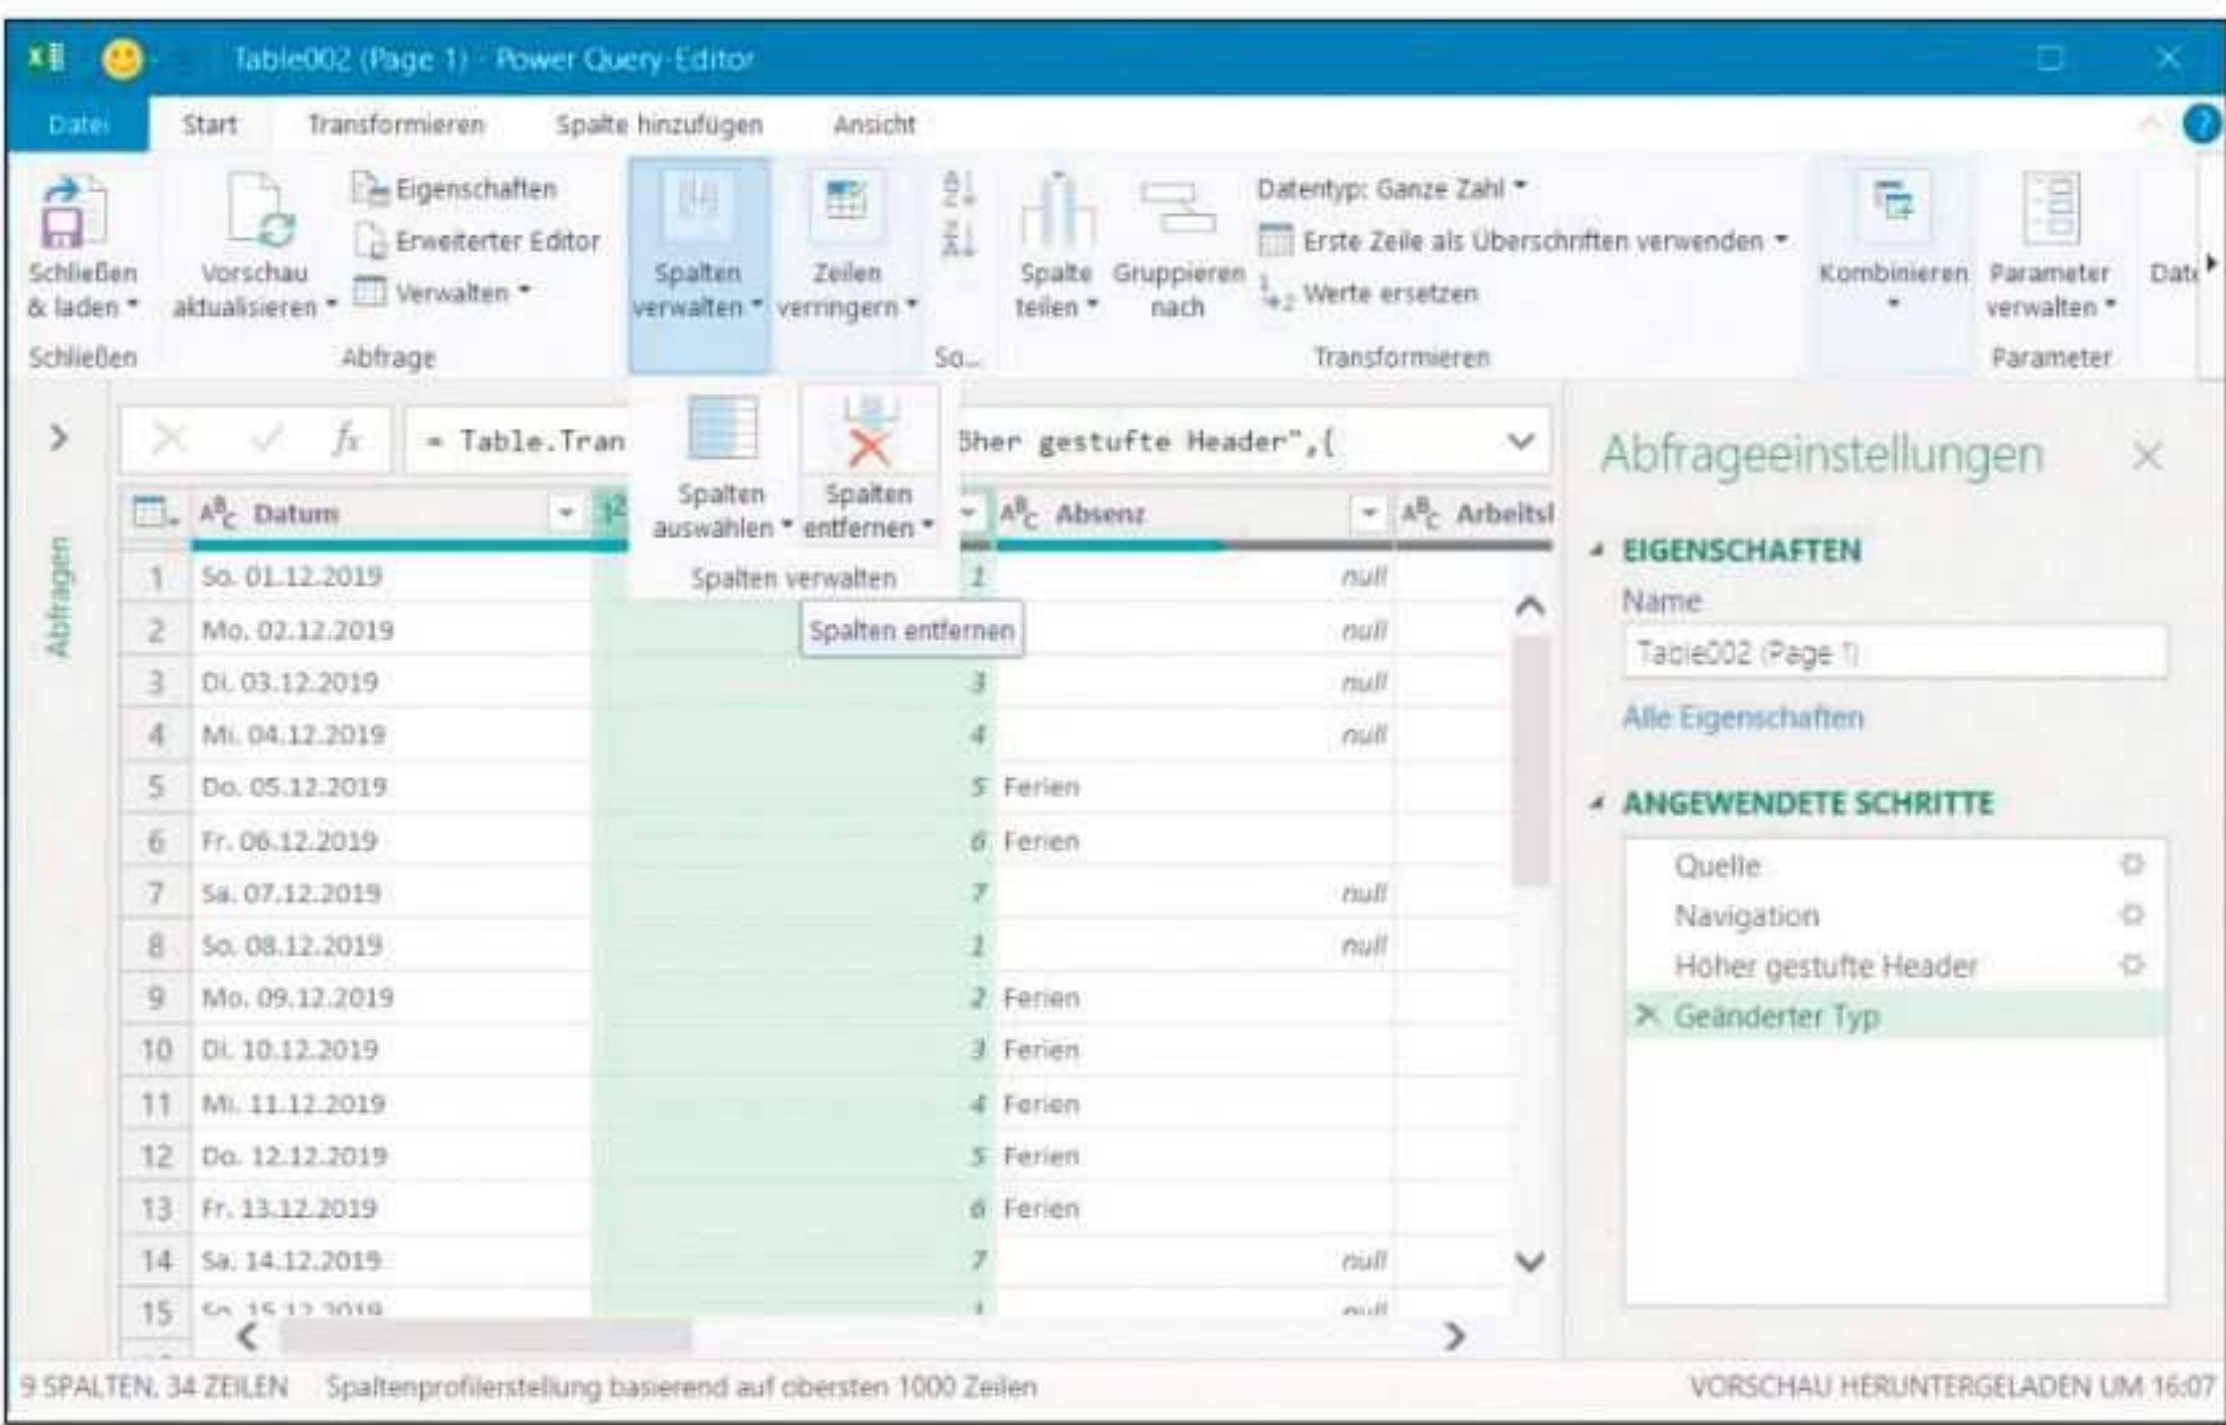 Table002 (Page 1) - Power Query-Editor
Datei Start Transformieren Spalte hinzufügen Ansicht
Schließen & laden
Vorschau aktualisieren
Eigenschaften
Erweiterter Editor
Verwalten
Spalten verwalten
Zeilen verringern
Spalte teilen
Gruppieren nach
Datentyp: Ganze Zahl
Erste Zeile als Überschriften verwenden
Werte ersetzen
Kombinieren
Parameter verwalten
Schließen Abfrage So... Transformieren Parameter
fx = Table.Tran öher gestufte Header",{
Spalten auswählen
Spalten entfernen
Spalten verwalten
Spalten entfernen
Datum Absenz
1 So. 01.12.2019 1 null
2 Mo. 02.12.2019 null
3 Di. 03.12.2019 3 null
4 Mi. 04.12.2019 4 null
5 Do. 05.12.2019 5 Ferien
6 Fr. 06.12.2019 6 Ferien
7 Sa. 07.12.2019 7 null
8 So. 08.12.2019 1 null
9 Mo. 09.12.2019 2 Ferien
10 Di. 10.12.2019 3 Ferien
11 Mi. 11.12.2019 4 Ferien
12 Do. 12.12.2019 5 Ferien
13 Fr. 13.12.2019 6 Ferien
14 Sa. 14.12.2019 7 null
15 So. 15.12.2019 1 null
Abfragen
Abfrageeinstellungen
EIGENSCHAFTEN
Name
Table002 (Page 1)
Alle Eigenschaften
ANGEWENDETE SCHRITTE
Quelle
Navigation
Höher gestufte Header
Geänderter Typ
9 SPALTEN, 34 ZEILEN Spaltenprofilerstellung basierend auf obersten 1000 Zeilen
VORSCHAU HERUNTERGELADEN UM 16:07